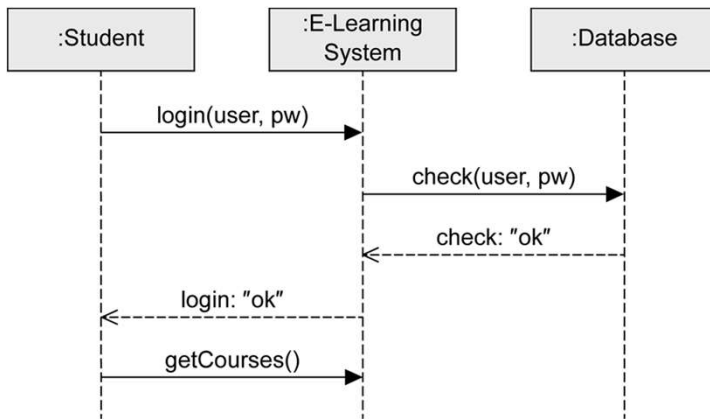 :Student
:E-Learning
System
:Database
login(user, pw)
check(user, pw)
check: "ok"
login: "ok"
getCourses()